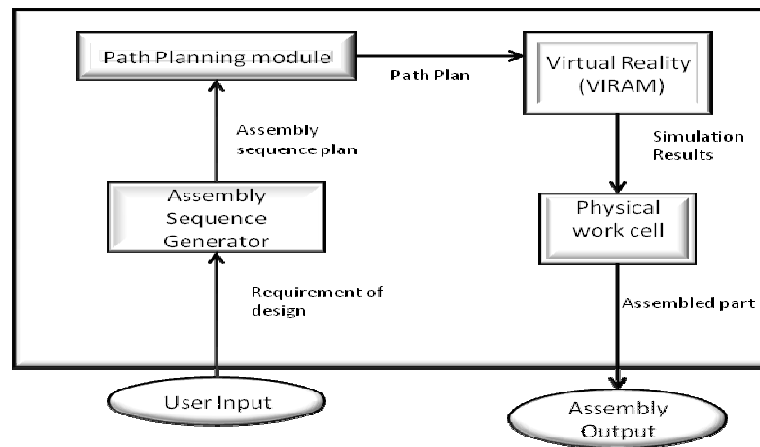 Path Planning module
Path Plan
Virtual Reality
(VIRAM)
Assembly
sequence plan
Simulation
Results
Assembly
Sequence
Generator
Physical
work cell
Requirement of
design
Assembled part
User Input
Assembly
Output